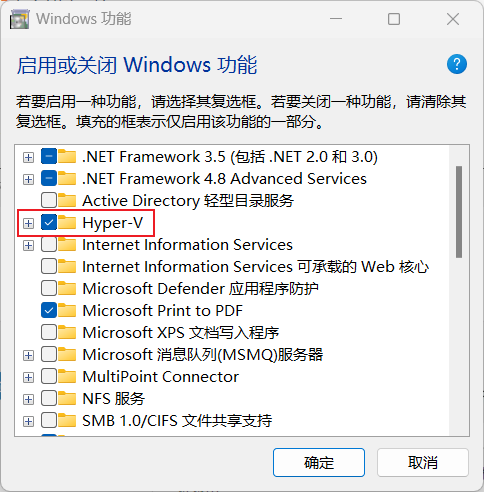 Windows 功能
启用或关闭 Windows 功能
?
若要启用一种功能，请选择其复选框。若要关闭一种功能，请清除其
复选框。填充的框表示仅启用该功能的一部分。
.NET Framework 3.5 (包括 .NET 2.0 和 3.0)
.NET Framework 4.8 Advanced Services
Active Directory 轻型目录服务
Hyper-V
Internet Information Services
Internet Information Services 可承载的 Web 核心
Microsoft Defender 应用程序防护
Microsoft Print to PDF
Microsoft XPS 文档写入程序
Microsoft 消息队列(MSMQ)服务器
MultiPoint Connector
NFS 服务
SMB 1.0/CIFS 文件共享支持
确定
取消